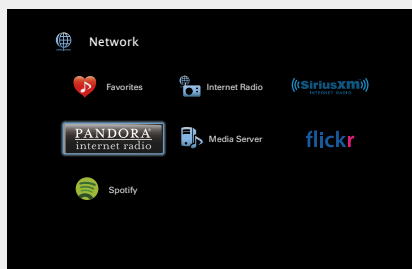 Network
Favorites
Internet Radio
((SiriusXM))
INTERNET RADIO
PANDORA®
internet radio
Media Server
flickr
Spotify